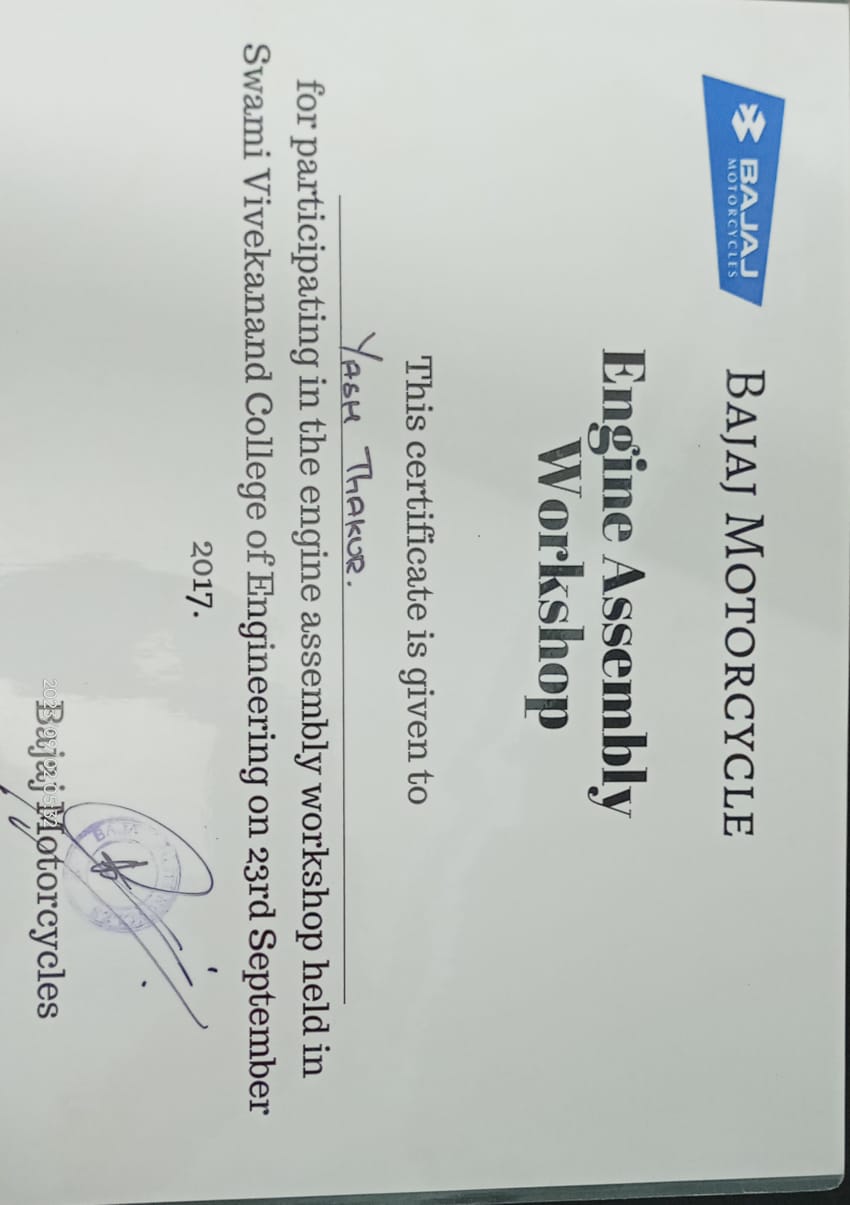 BAJAJ
MOTORCYCLES
BAJAJ MOTORCYCLE
Engine Assembly
Workshop
This certificate is given to
YASH THAKUR.
for participating in the engine assembly workshop held in
Swami Vivekanand College of Engineering on 23rd September
2017.
BAJAJ
Bajaj Motorcycles
2023/09/02 05:32